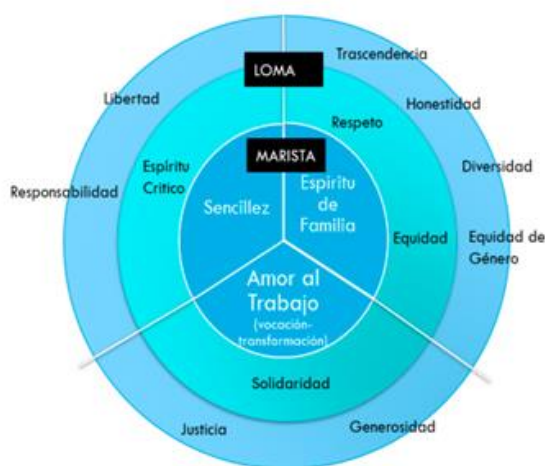 Trascendencia
LOMA
Libertad
Honestidad
Respeto
MARISTA
Espíritu
Crítico
Diversidad
Responsabilidad
Sencillez
Espíritu
de
Familia
Equidad
Equidad de
Género
Amor al
Trabajo
(vocación-
transformación)
Solidaridad
Justicia
Generosidad